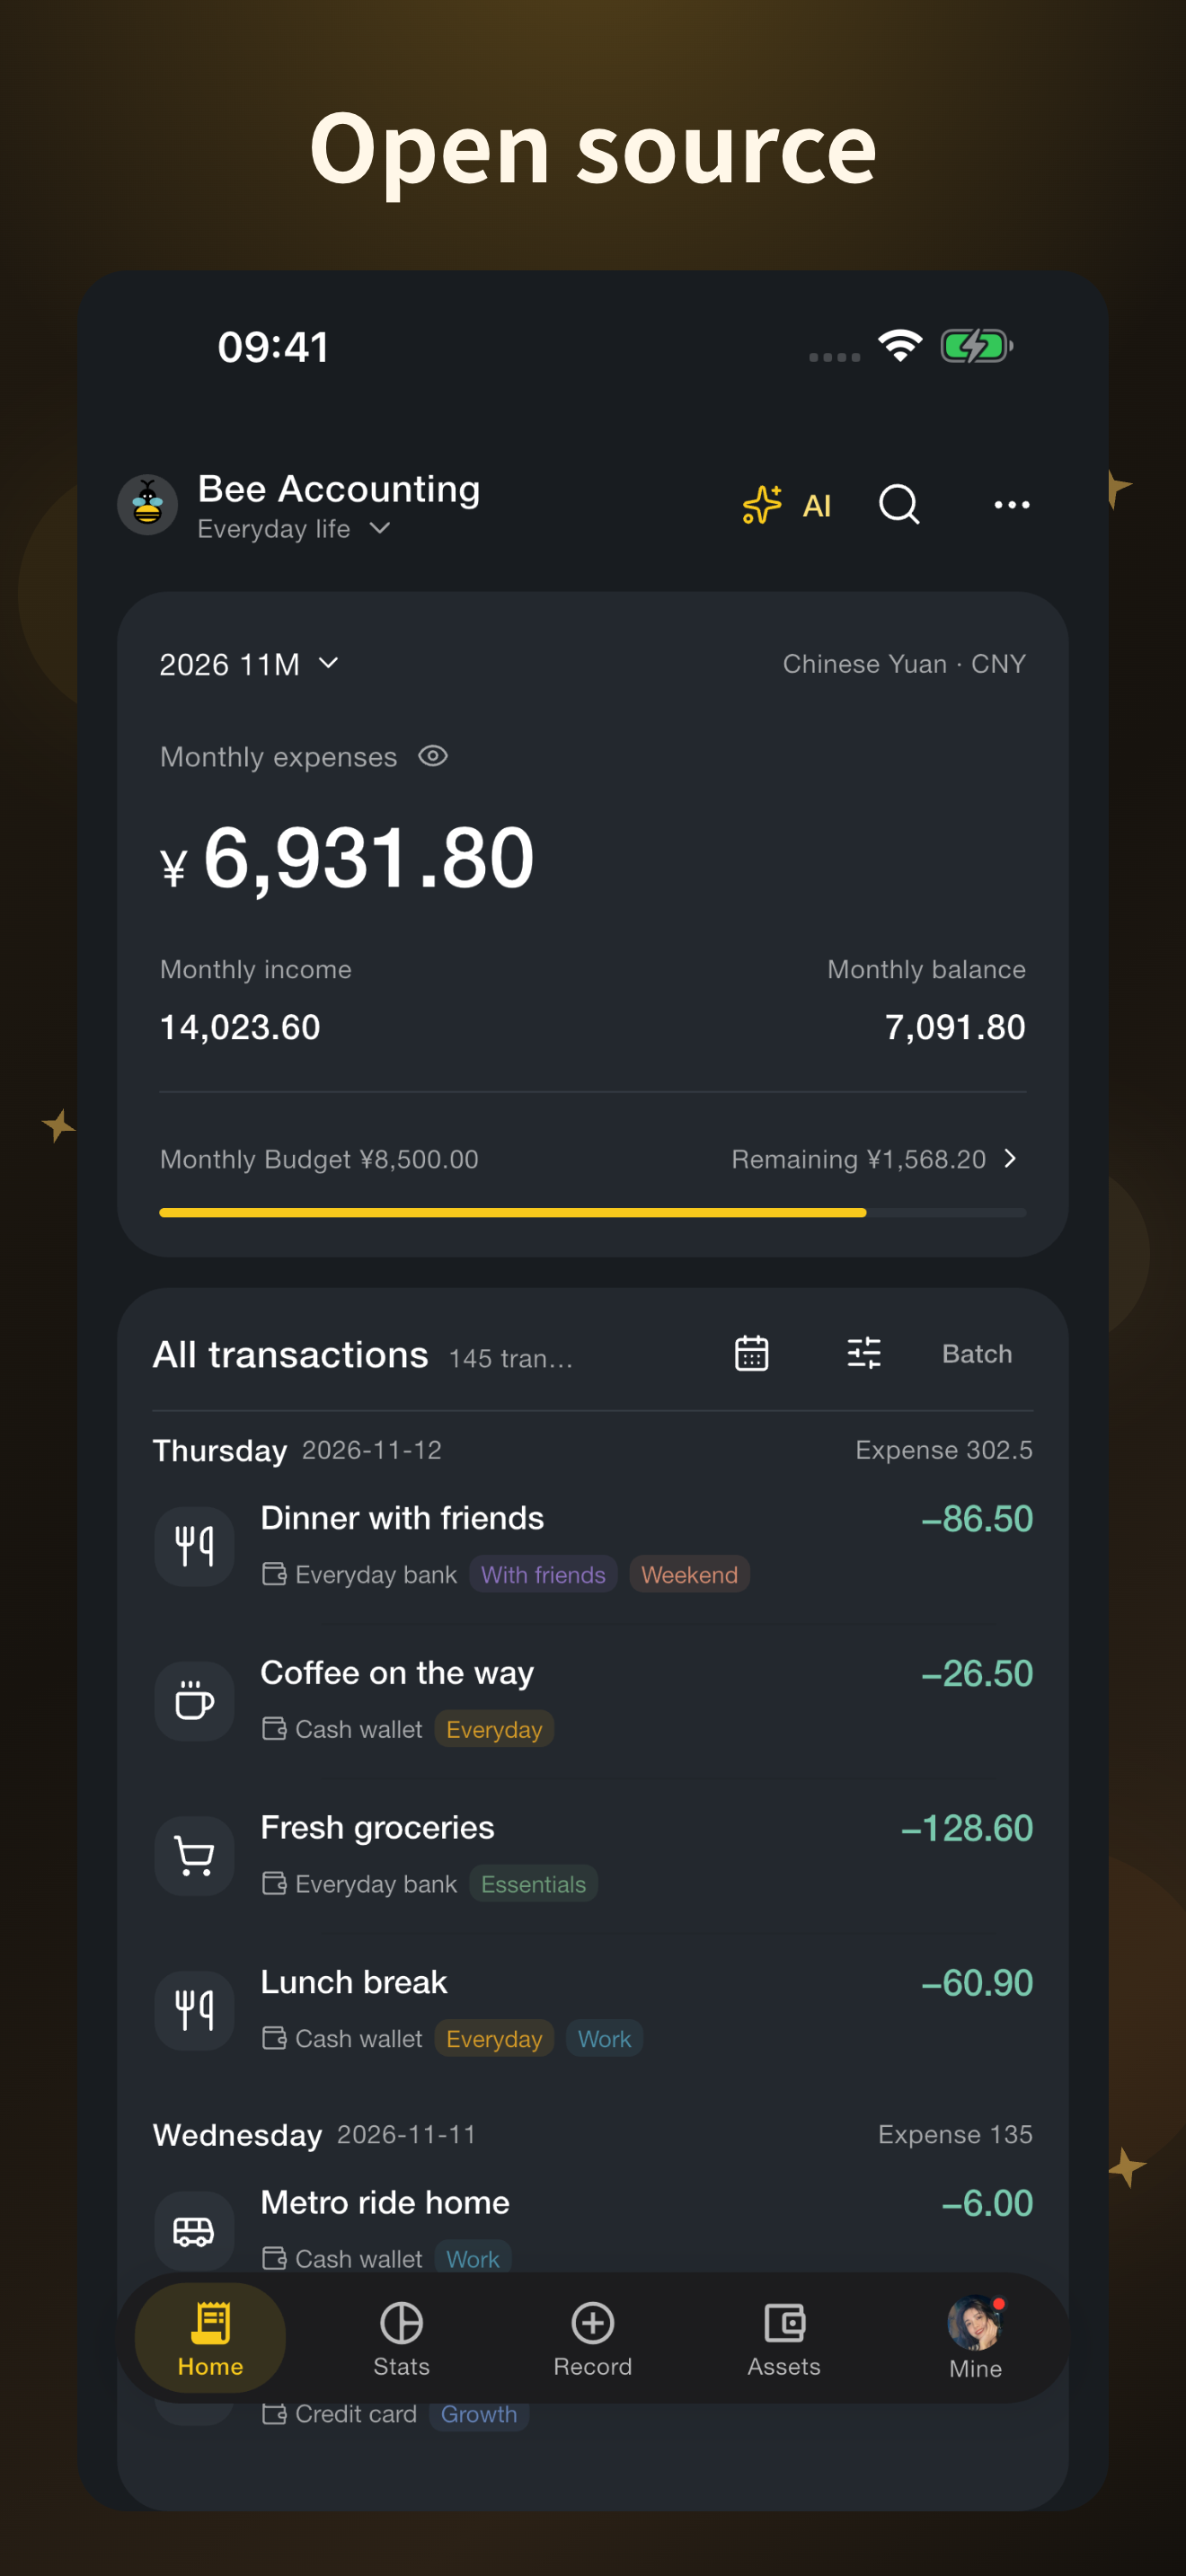 Open source
09:41
Bee Accounting
Everyday life
AI
2026 11M
Chinese Yuan · CNY
Monthly expenses
¥ 6,931.80
Monthly income
Monthly balance
14,023.60
7,091.80
Monthly Budget ¥8,500.00
Remaining ¥1,568.20
All transactions 145 tran...
Batch
Thursday 2026-11-12
Expense 302.5
Dinner with friends
–86.50
Everyday bank With friends Weekend
Coffee on the way
–26.50
Cash wallet Everyday
Fresh groceries
–128.60
Everyday bank Essentials
Lunch break
–60.90
Cash wallet Everyday Work
Wednesday 2026-11-11
Expense 135
Metro ride home
–6.00
Cash wallet Work
Home
Stats
Record
Assets
Mine
Credit card Growth